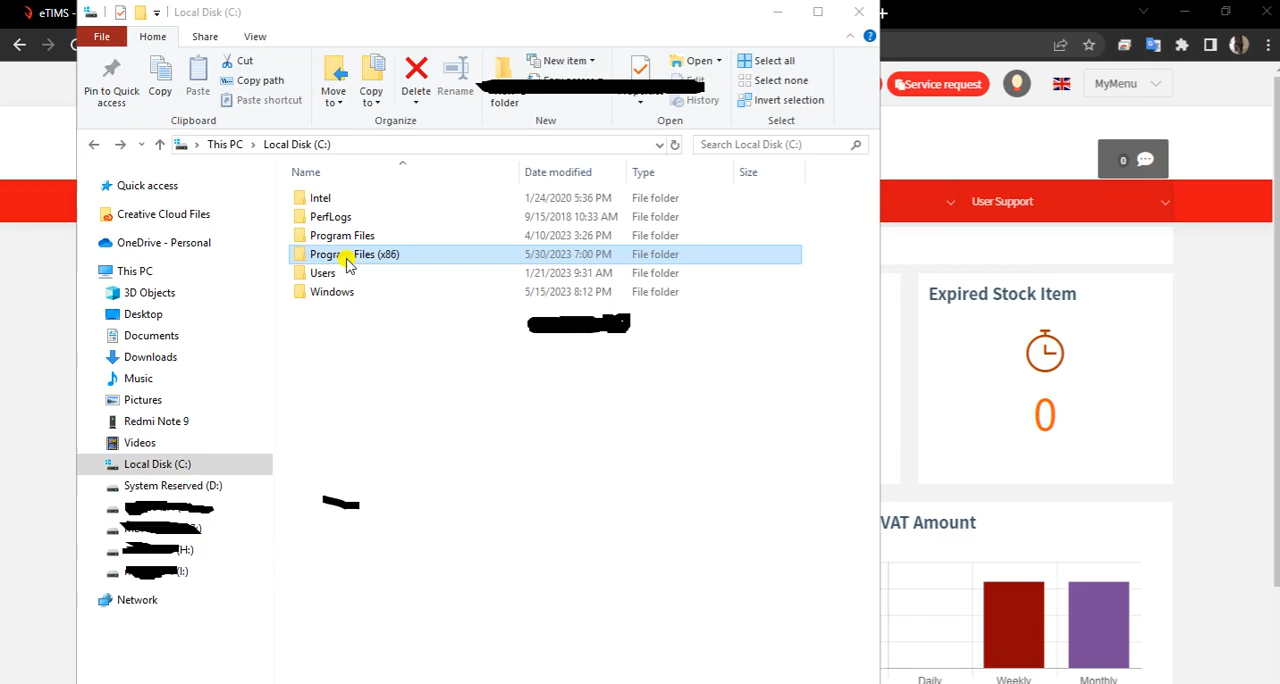 eTIMS -
Local Disk (C:)
File
Home
Share
View
Pin to Quick
access
Copy
Paste
Cut
Copy path
Paste shortcut
Clipboard
Move
to
Copy
to
Delete
Rename
Organize
New item
folder
New
Open
History
Open
Select all
Select none
Invert selection
Select
This PC > Local Disk (C:)
Search Local Disk (C:)
Name
Date modified
Type
Size
Intel 1/24/2020 5:36 PM File folder
PerfLogs 9/15/2018 10:33 AM File folder
Program Files 4/10/2023 3:26 PM File folder
Program Files (x86) 5/30/2023 7:00 PM File folder
Users 1/21/2023 9:31 AM File folder
Windows 5/15/2023 8:12 PM File folder
Quick access
Creative Cloud Files
OneDrive - Personal
This PC
3D Objects
Desktop
Documents
Downloads
Music
Pictures
Redmi Note 9
Videos
Local Disk (C:)
System Reserved (D:)
(H:)
(I:)
Network
Service request
MyMenu
0
User Support
Expired Stock Item
0
VAT Amount
Daily
Weekly
Monthly